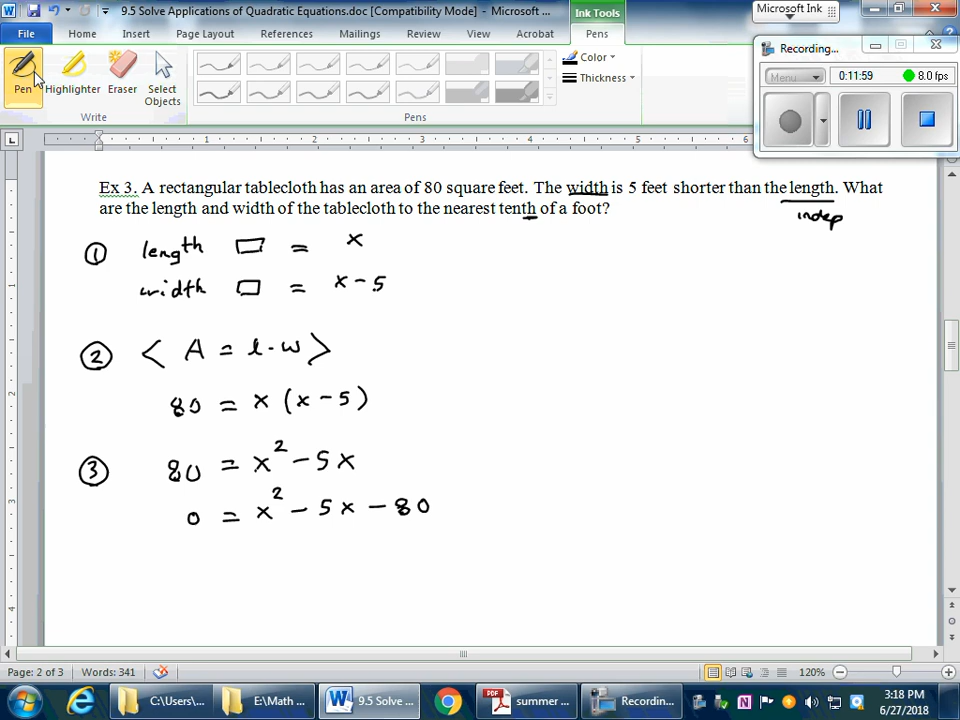 9.5 Solve Applications of Quadratic Equations.doc [Compatibility Mode] - Microsoft ...
Ink Tools
Microsoft Ink
File Home Insert Page Layout References Mailings Review View Acrobat Pens
Recording...
Menu
0:11:59
8.0 fps
Pen
Highlighter
Eraser
Select Objects
Color
Thickness
Write
Pens
1 2 3 4 5 6
Ex 3. A rectangular tablecloth has an area of 80 square feet. The width is 5 feet shorter than the length. What
are the length and width of the tablecloth to the nearest tenth of a foot?
indep
① length ▭ = x
width ▭ = x - 5
② < A = l · w >
80 = x (x - 5)
③ 80 = x² - 5x
0 = x² - 5x - 80
Page: 2 of 3 Words: 341
120%
C:\Users\...
E:\Math ...
9.5 Solve ...
summer ...
Recordin...
3:18 PM
6/27/2018